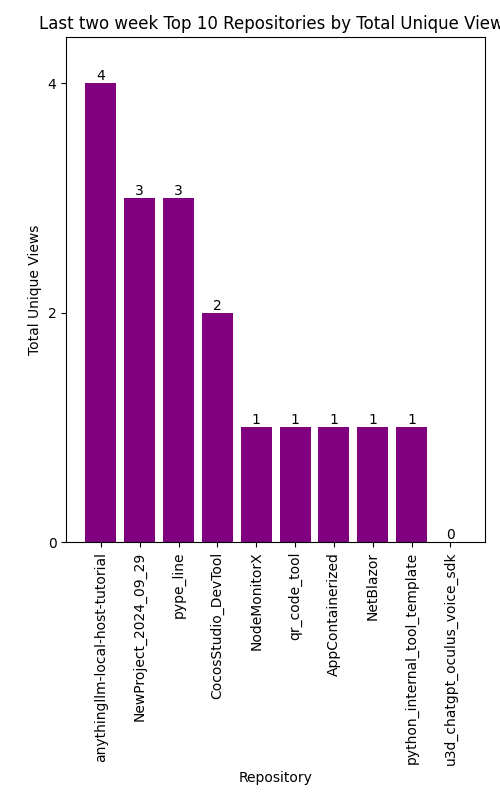 Last two week Top 10 Repositories by Total Unique View
Total Unique Views
4
2
0
4
3
3
2
1
1
1
1
1
0
anythingllm-local-host-tutorial
NewProject_2024_09_29
pype_line
CocosStudio_DevTool
NodeMonitorX
qr_code_tool
AppContainerized
NetBlazor
python_internal_tool_template
u3d_chatgpt_oculus_voice_sdk
Repository